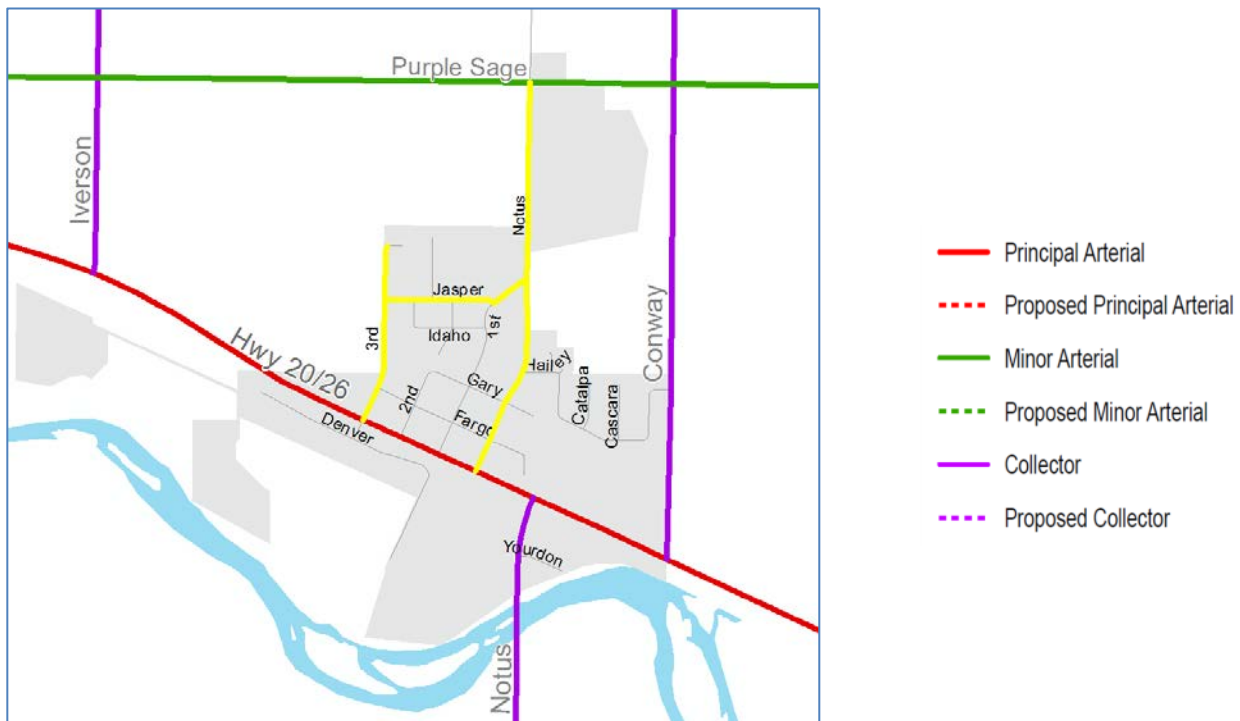 Purple Sage
Iverson
Nctus
Conway
Jasper
3rd
Idaho
1st
Hwy 20/26
Hailey
2nd
Gary
Catalpa
Cascara
Denver
Fargo
Yourdon
Notus
Principal Arterial
Proposed Principal Arterial
Minor Arterial
Proposed Minor Arterial
Collector
Proposed Collector